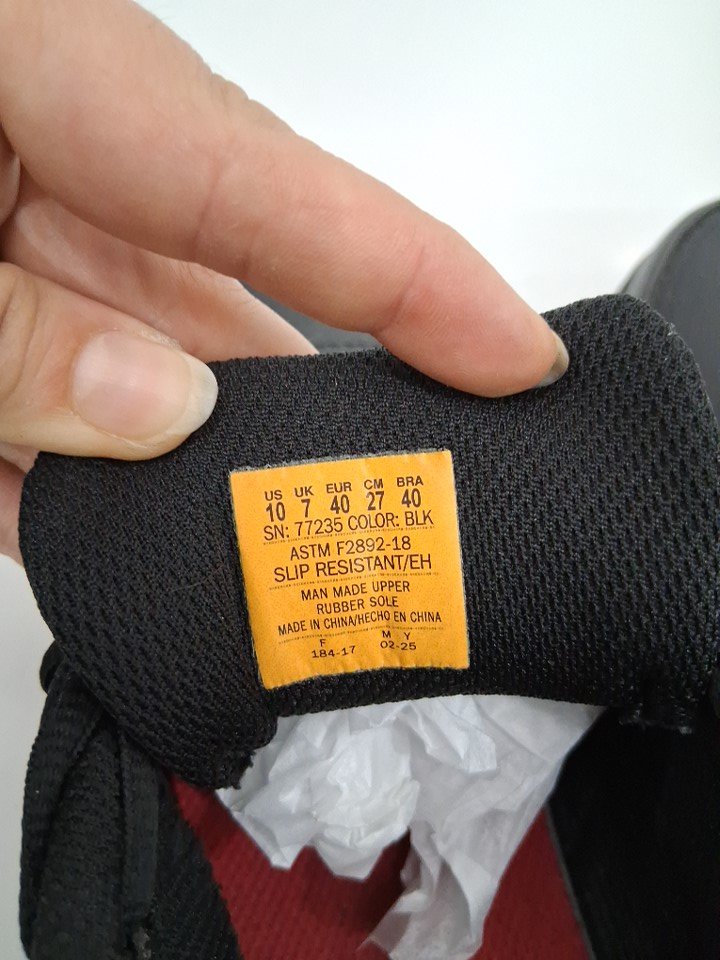 US UK EUR CM BRA
10 7 40 27 40
SN: 77235 COLOR: BLK
ASTM F2892-18
SLIP RESISTANT/EH
MAN MADE UPPER
RUBBER SOLE
MADE IN CHINA/HECHO EN CHINA
F M Y
184-17 02-25